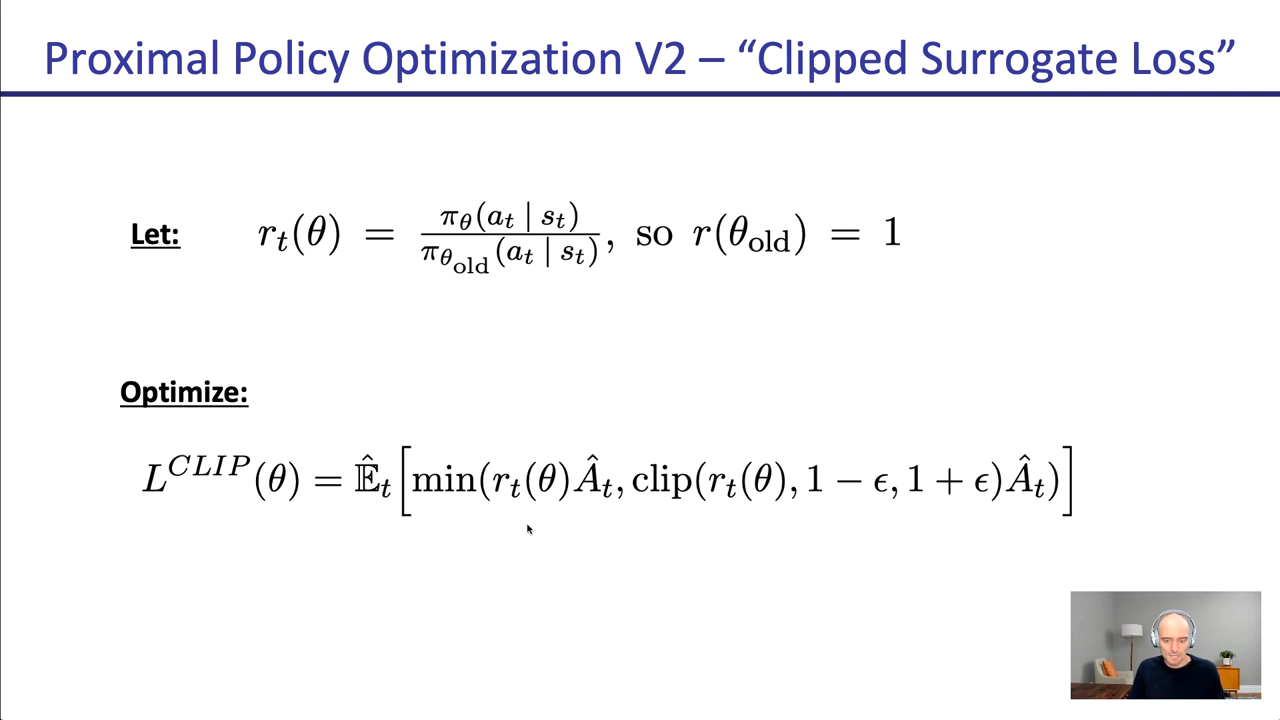 Proximal Policy Optimization V2 – “Clipped Surrogate Loss”
Let: r_t(θ) = π_θ(a_t | s_t) / π_θ_old(a_t | s_t), so r(θ_old) = 1
Optimize:
L^{CLIP}(θ) = Ê_t[min(r_t(θ)Â_t, clip(r_t(θ), 1 − ϵ, 1 + ϵ)Â_t)]